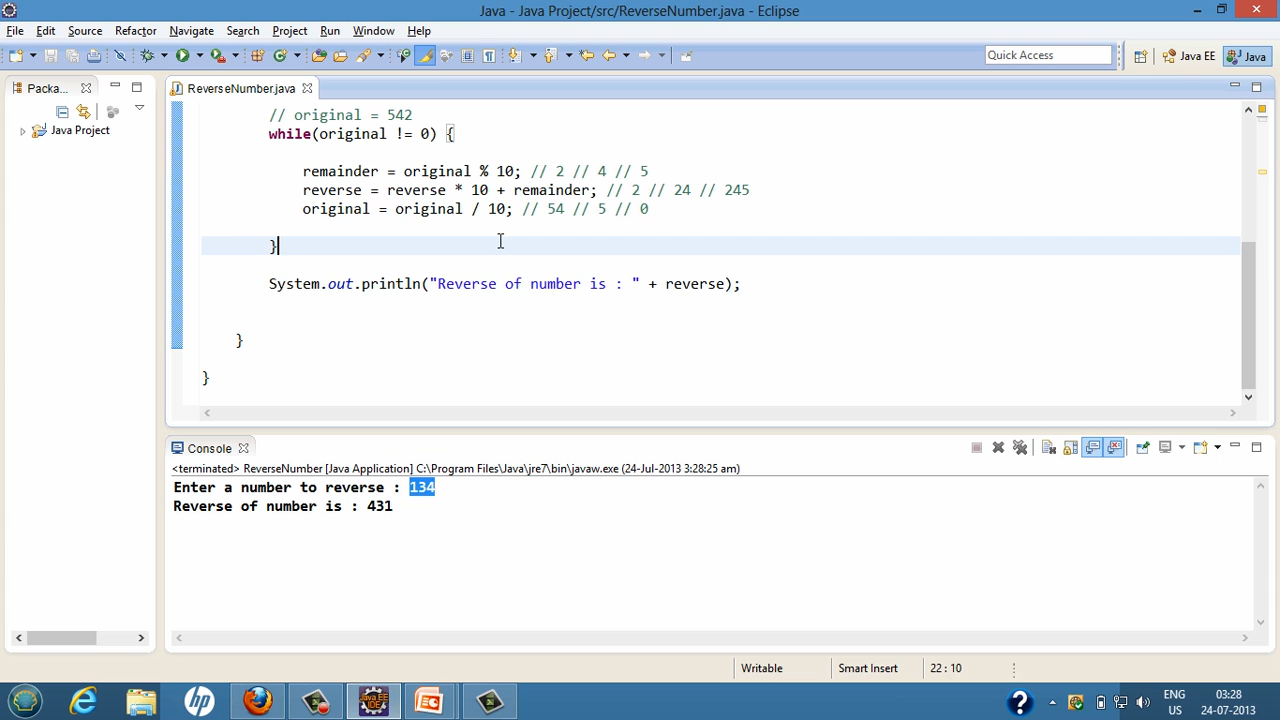 Java - Java Project/src/ReverseNumber.java - Eclipse
File Edit Source Refactor Navigate Search Project Run Window Help
Quick Access
Java EE
Java
Packa...
ReverseNumber.java
Java Project
// original = 542
while(original != 0) {
remainder = original % 10; // 2 // 4 // 5
reverse = reverse * 10 + remainder; // 2 // 24 // 245
original = original / 10; // 54 // 5 // 0
}
System.out.println("Reverse of number is : " + reverse);
}
}
Console
<terminated> ReverseNumber [Java Application] C:\Program Files\Java\jre7\bin\javaw.exe (24-Jul-2013 3:28:25 am)
Enter a number to reverse : 134
Reverse of number is : 431
Writable Smart Insert 22 : 10
hp
Java EE
IDE
ENG
US
03:28
24-07-2013